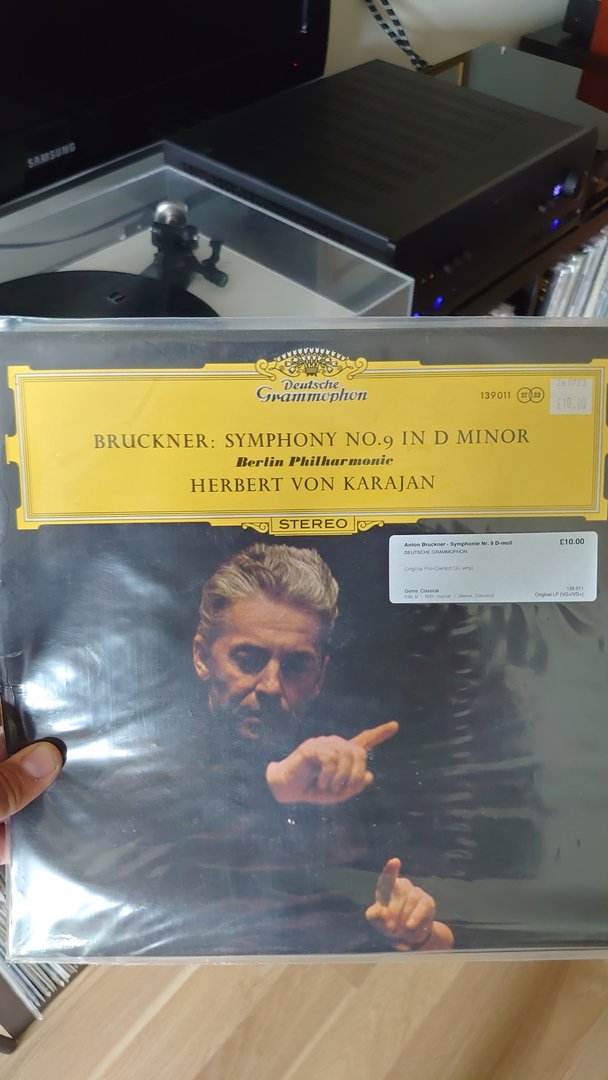 SAMSUNG
Deutsche
Grammophon
139011 ST 33
£10.00
BRUCKNER: SYMPHONY NO.9 IN D MINOR
Berlin Philharmonic
HERBERT VON KARAJAN
STEREO
Anton Bruckner - Symphonie Nr. 9 D-moll £10.00
DEUTSCHE GRAMMOPHON
Original Pre-Owned vinyl
139 011
Genre: Classical
Original LP (VG+/VG+)